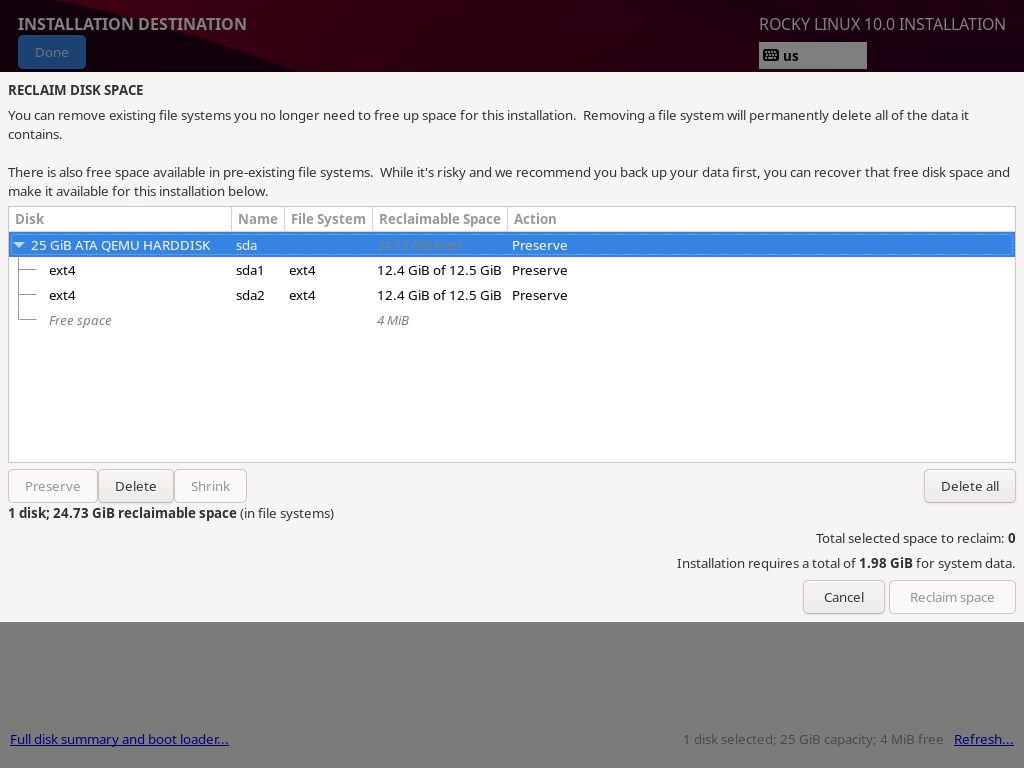 INSTALLATION DESTINATION
ROCKY LINUX 10.0 INSTALLATION
Done
us
RECLAIM DISK SPACE
You can remove existing file systems you no longer need to free up space for this installation.  Removing a file system will permanently delete all of the data it
contains.
There is also free space available in pre-existing file systems.  While it's risky and we recommend you back up your data first, you can recover that free disk space and
make it available for this installation below.
Disk Name File System Reclaimable Space Action
25 GiB ATA QEMU HARDDISK sda 24.73 GiB total Preserve
ext4 sda1 ext4 12.4 GiB of 12.5 GiB Preserve
ext4 sda2 ext4 12.4 GiB of 12.5 GiB Preserve
Free space 4 MiB
Preserve Delete Shrink Delete all
1 disk; 24.73 GiB reclaimable space (in file systems)
Total selected space to reclaim: 0
Installation requires a total of 1.98 GiB for system data.
Cancel Reclaim space
Full disk summary and boot loader... 1 disk selected; 25 GiB capacity; 4 MiB free Refresh...